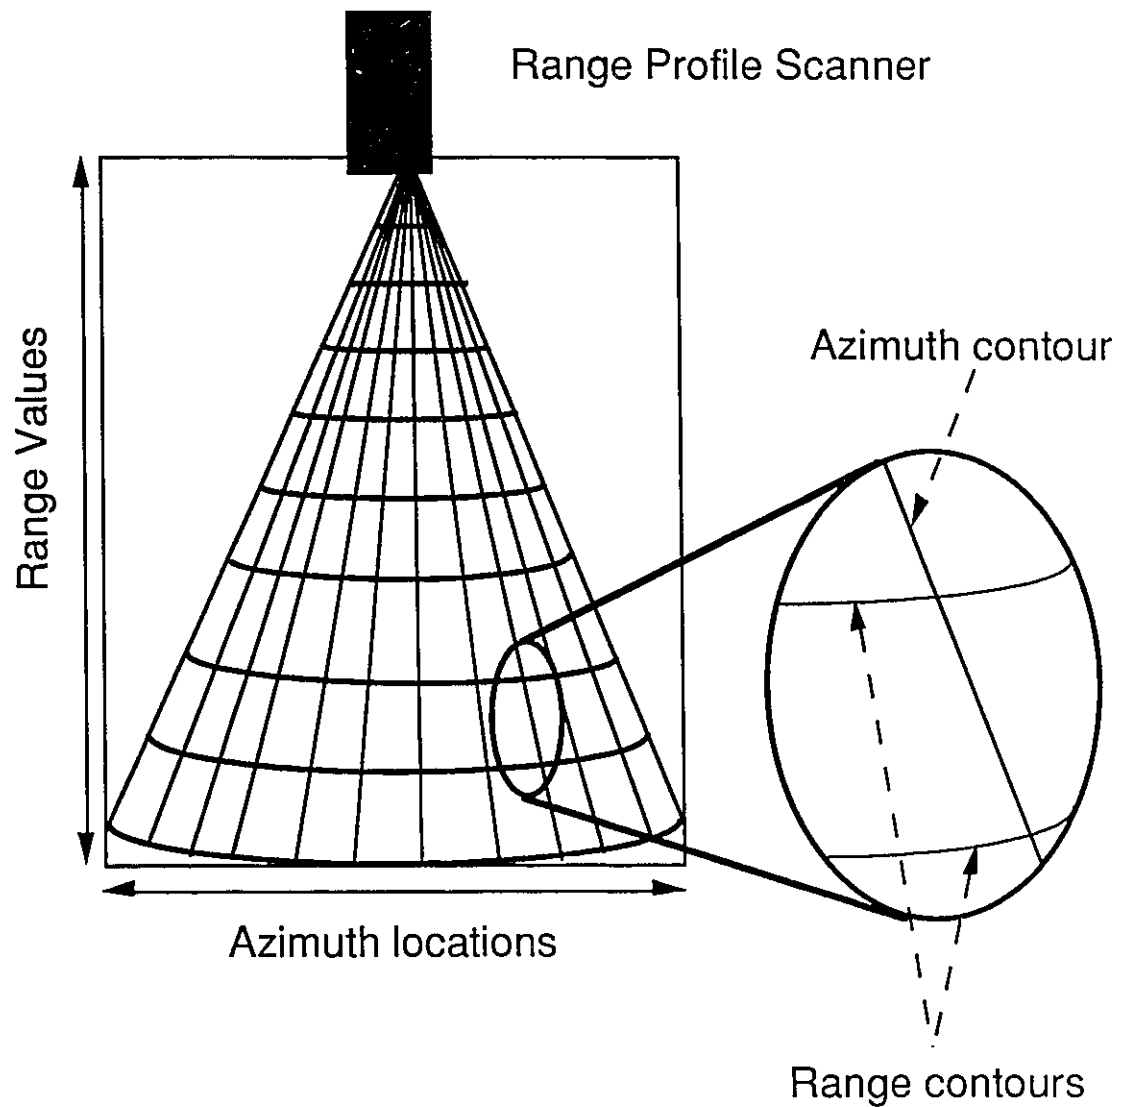 Range Profile Scanner
Range Values
Azimuth contour
Azimuth locations
Range contours